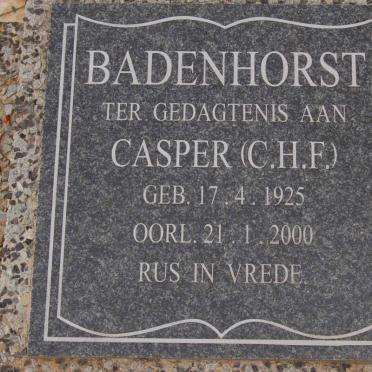 BADENHORST
TER GEDAGTENIS AAN
CASPER (C.H.F.)
GEB. 17.4.1925
OORL. 21.1.2000
RUS IN VREDE.